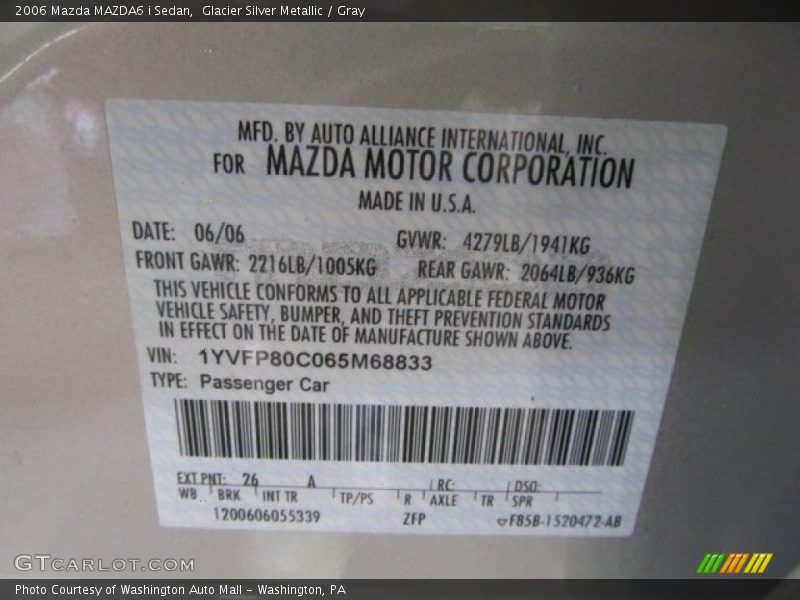 2006 Mazda MAZDA6 i Sedan,  Glacier Silver Metallic / Gray
MFD. BY AUTO ALLIANCE INTERNATIONAL, INC.
FOR MAZDA MOTOR CORPORATION
MADE IN U.S.A.
DATE: 06/06 GVWR: 4279LB/1941KG
FRONT GAWR: 2216LB/1005KG REAR GAWR: 2064LB/936KG
THIS VEHICLE CONFORMS TO ALL APPLICABLE FEDERAL MOTOR
VEHICLE SAFETY, BUMPER, AND THEFT PREVENTION STANDARDS
IN EFFECT ON THE DATE OF MANUFACTURE SHOWN ABOVE.
VIN: 1YVFP80C065M68833
TYPE: Passenger Car
EXT PNT: 26 A RC: DSO:
WB BRK INT TR TP/PS R AXLE TR SPR
1200606055339 ZFP F85B-1520472-AB
GTCARCOM.COM
Photo Courtesy of Washington Auto Mall - Washington, PA